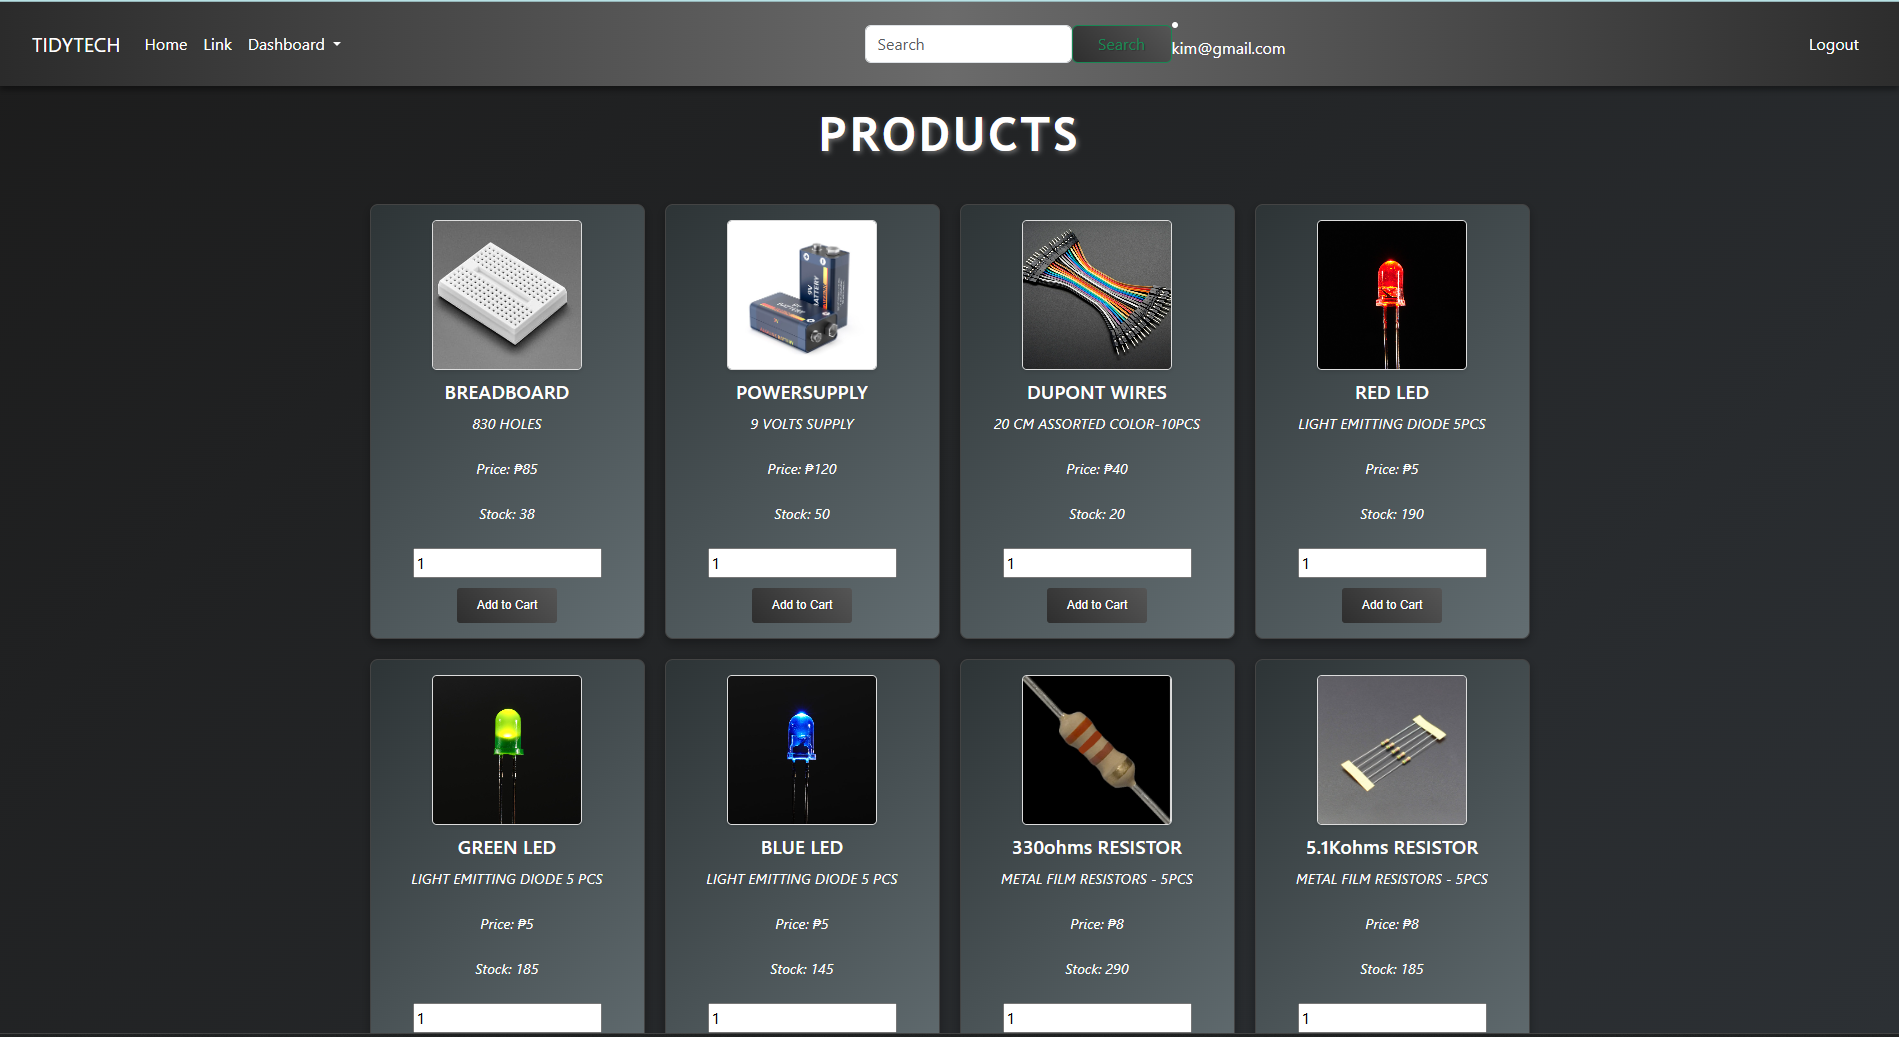 TIDYTECH Home Link Dashboard Search Search kim@gmail.com Logout
PRODUCTS
9V BATTERY
BREADBOARD
830 HOLES
Price: ₱85
Stock: 38
1
Add to Cart
POWERSUPPLY
9 VOLTS SUPPLY
Price: ₱120
Stock: 50
1
Add to Cart
DUPONT WIRES
20 CM ASSORTED COLOR-10PCS
Price: ₱40
Stock: 20
1
Add to Cart
RED LED
LIGHT EMITTING DIODE 5PCS
Price: ₱5
Stock: 190
1
Add to Cart
GREEN LED
LIGHT EMITTING DIODE 5 PCS
Price: ₱5
Stock: 185
1
BLUE LED
LIGHT EMITTING DIODE 5 PCS
Price: ₱5
Stock: 145
1
330ohms RESISTOR
METAL FILM RESISTORS - 5PCS
Price: ₱8
Stock: 290
1
5.1Kohms RESISTOR
METAL FILM RESISTORS - 5PCS
Price: ₱8
Stock: 185
1